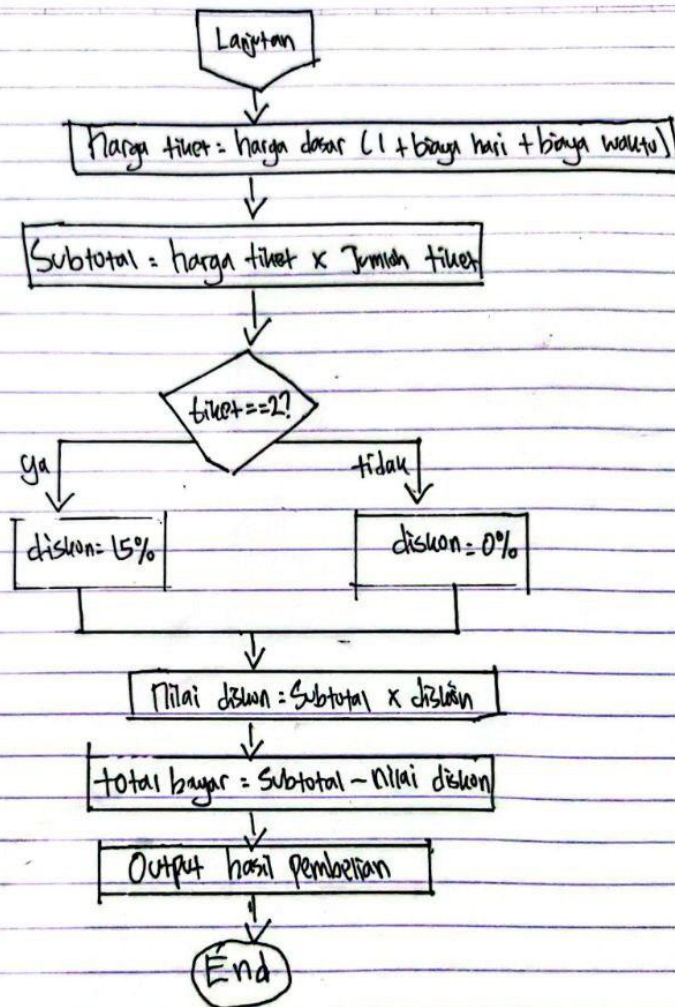 Lanjutan
harga tiket = harga dasar (1 + biaya hari + biaya waktu)
Subtotal = harga tiket x Jumlah tiket
tiket==2?
ya
tidak
diskon = 15%
diskon = 0%
Nilai diskon = Subtotal x diskon
total bayar = Subtotal - nilai diskon
Output hasil pembelian
End